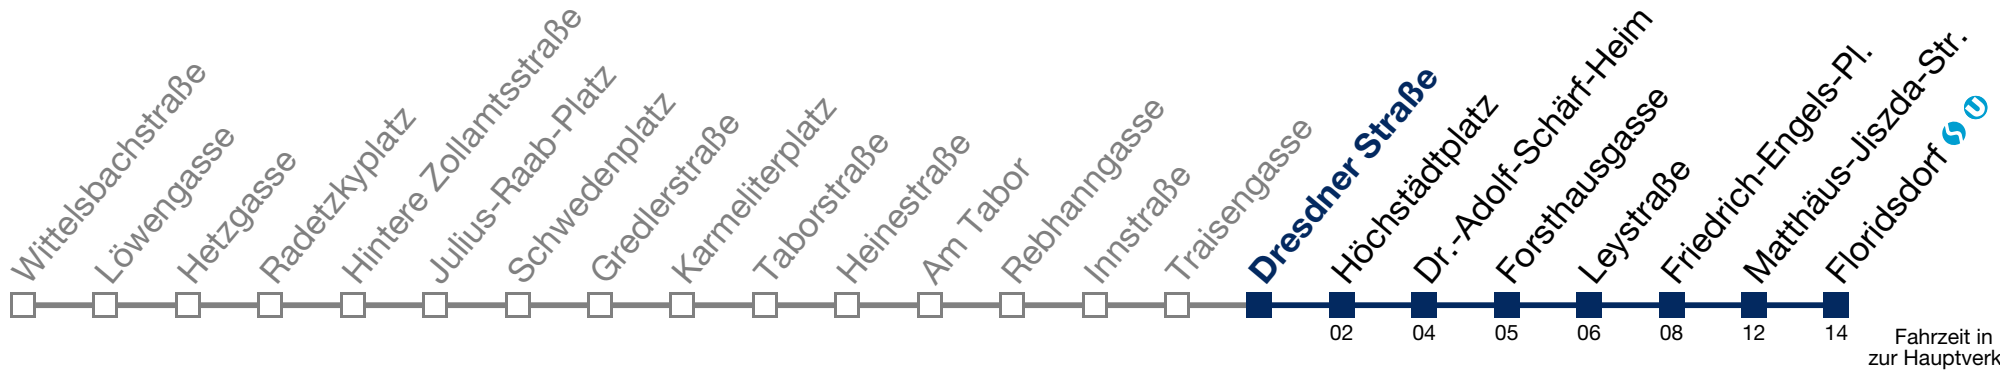 Wittelsbachstraße
Löwengasse
Hetzgasse
Radetzkyplatz
Hintere Zollamtsstraße
Julius-Raab-Platz
Schwedenplatz
Gredlerstraße
Karmeliterplatz
Taborstraße
Heinestraße
Am Tabor
Rebhanngasse
Innstraße
Traisengasse
Dresdner Straße
Höchstädtplatz
Dr.-Adolf-Schärf-Heim
Forsthausgasse
Leystraße
Friedrich-Engels-Pl.
Matthäus-Jiszda-Str.
Floridsdorf S U
02 04 05 06 08 12 14
Fahrzeit in
zur Hauptverk